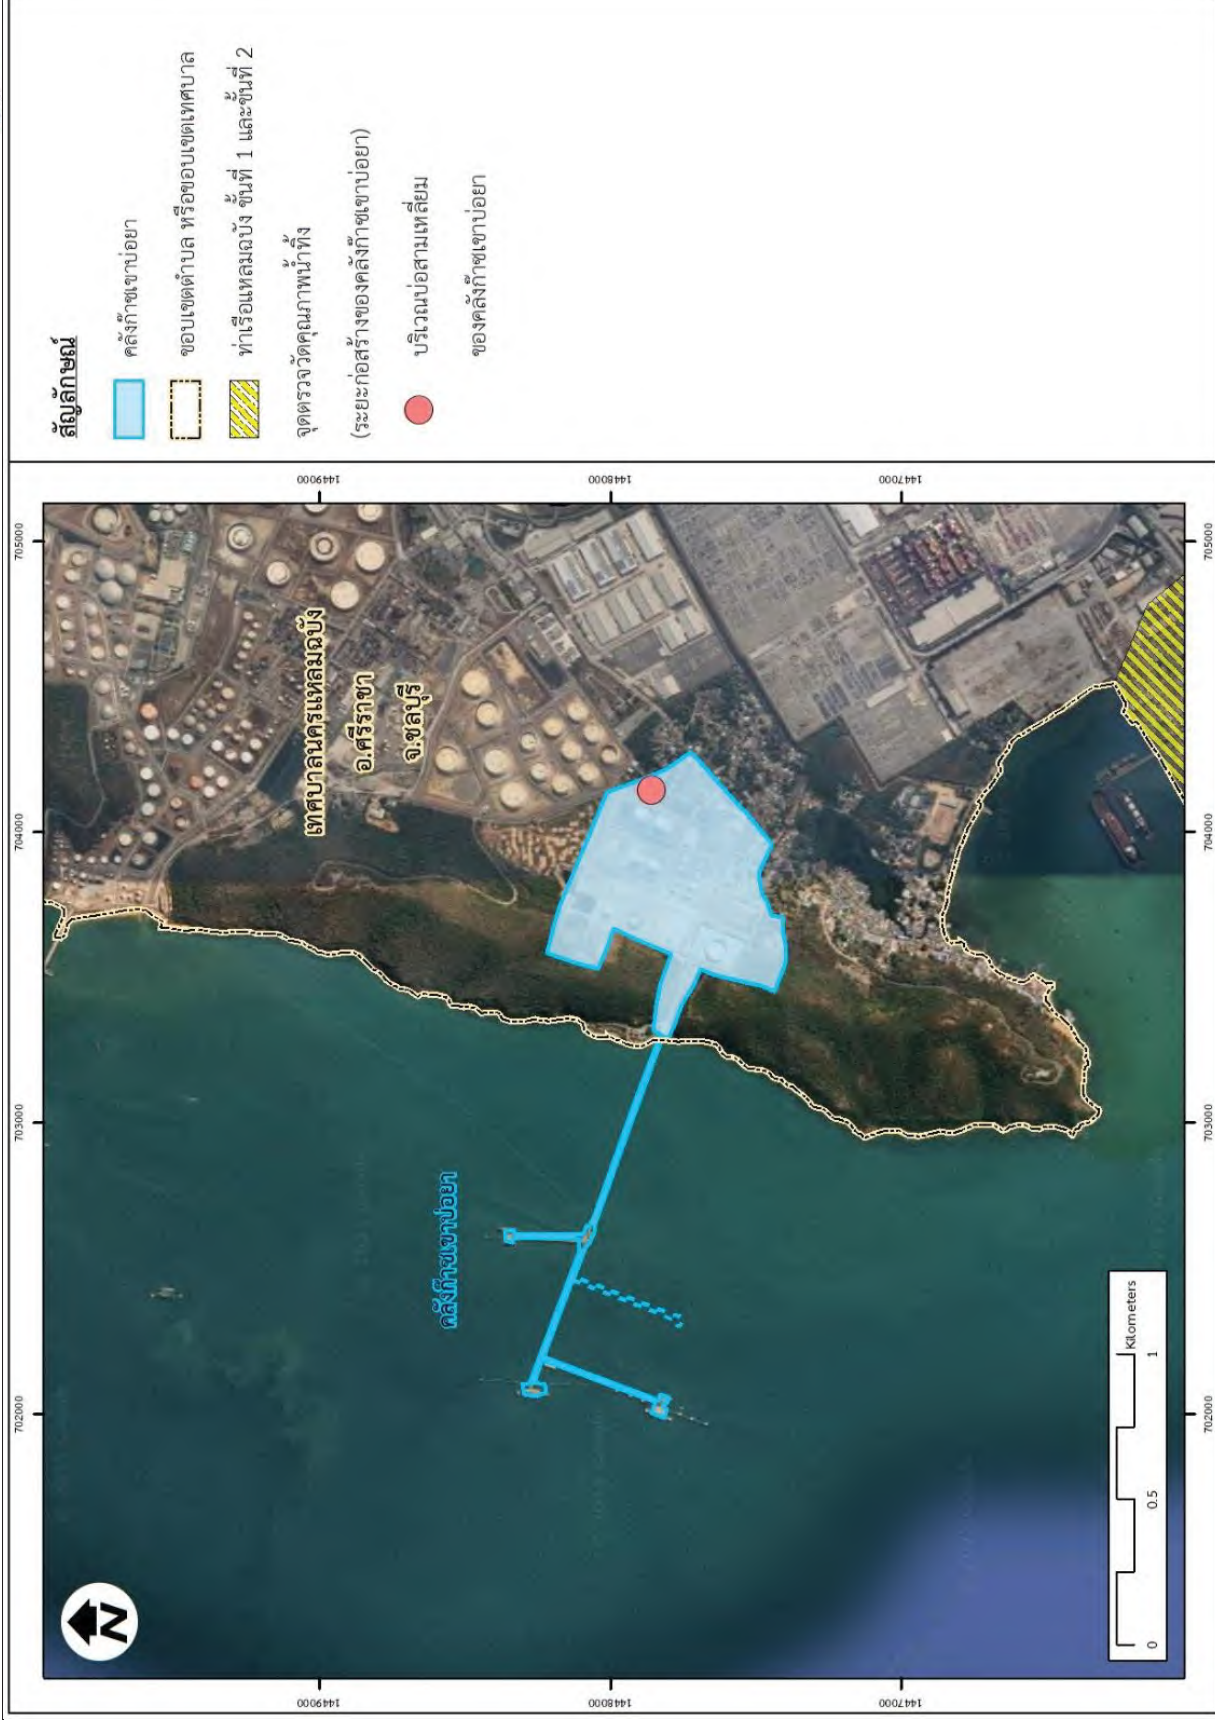 705000
704000
703000
702000
1449000
1448000
1447000
เทศบาลนครแหลมฉบัง
อ.ศรีราชา
จ.ชลบุรี
คลังก๊าซเขาบ่อยา
N
0
0.5
1
Kilometers
1449000
1448000
1447000
705000
704000
703000
702000
สัญลักษณ์
คลังก๊าซเขาบ่อยา
ขอบเขตตำบล หรือขอบเขตเทศบาล
ท่าเรือแหลมฉบัง ขั้นที่ 1 และขั้นที่ 2
จุดตรวจวัดคุณภาพน้ำทิ้ง
(ระยะก่อสร้างของคลังก๊าซเขาบ่อยา)
บริเวณบ่อสามเหลี่ยม
ของคลังก๊าซเขาบ่อยา